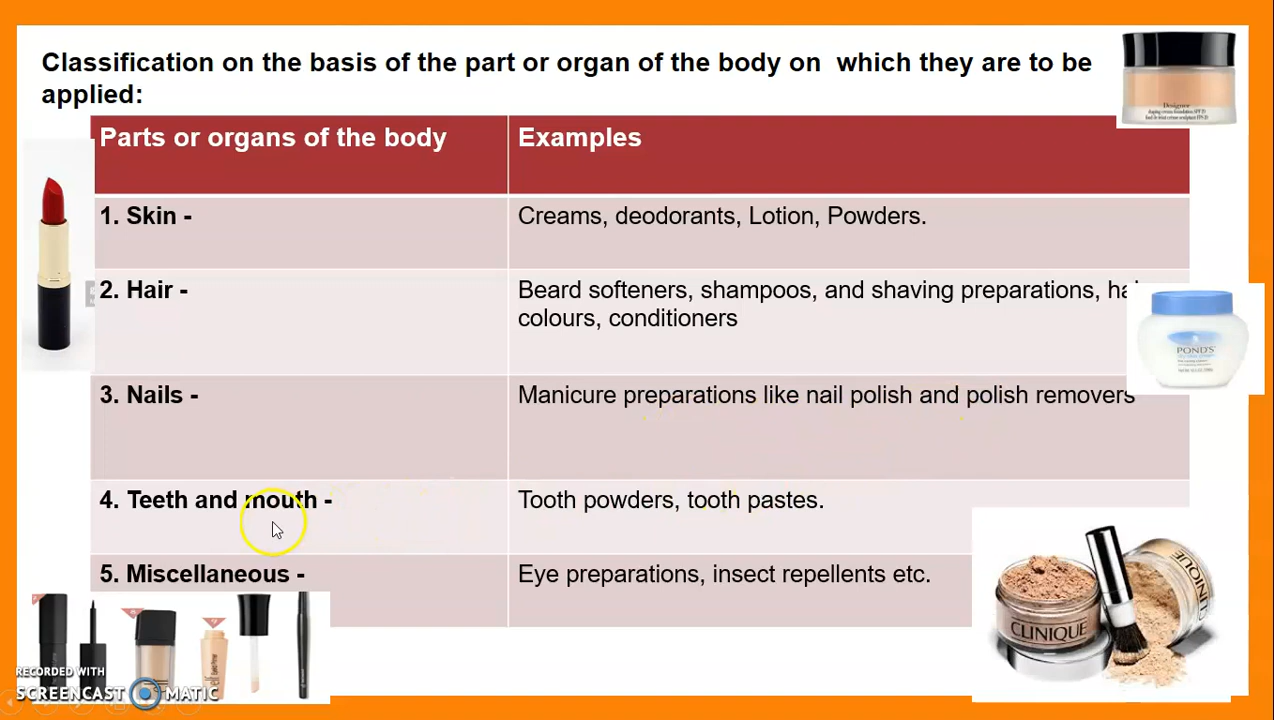 Classification on the basis of the part or organ of the body on which they are to be
applied:
Designer
Parts or organs of the body
Examples
1. Skin -
Creams, deodorants, Lotion, Powders.
2. Hair -
Beard softeners, shampoos, and shaving preparations,
colours, conditioners
POND'S
3. Nails -
Manicure preparations like nail polish and polish removers
4. Teeth and mouth -
Tooth powders, tooth pastes.
5. Miscellaneous -
Eye preparations, insect repellents etc.
CLINIQUE
CLINIQUE
RECORDED WITH
SCREENCAST MATIC